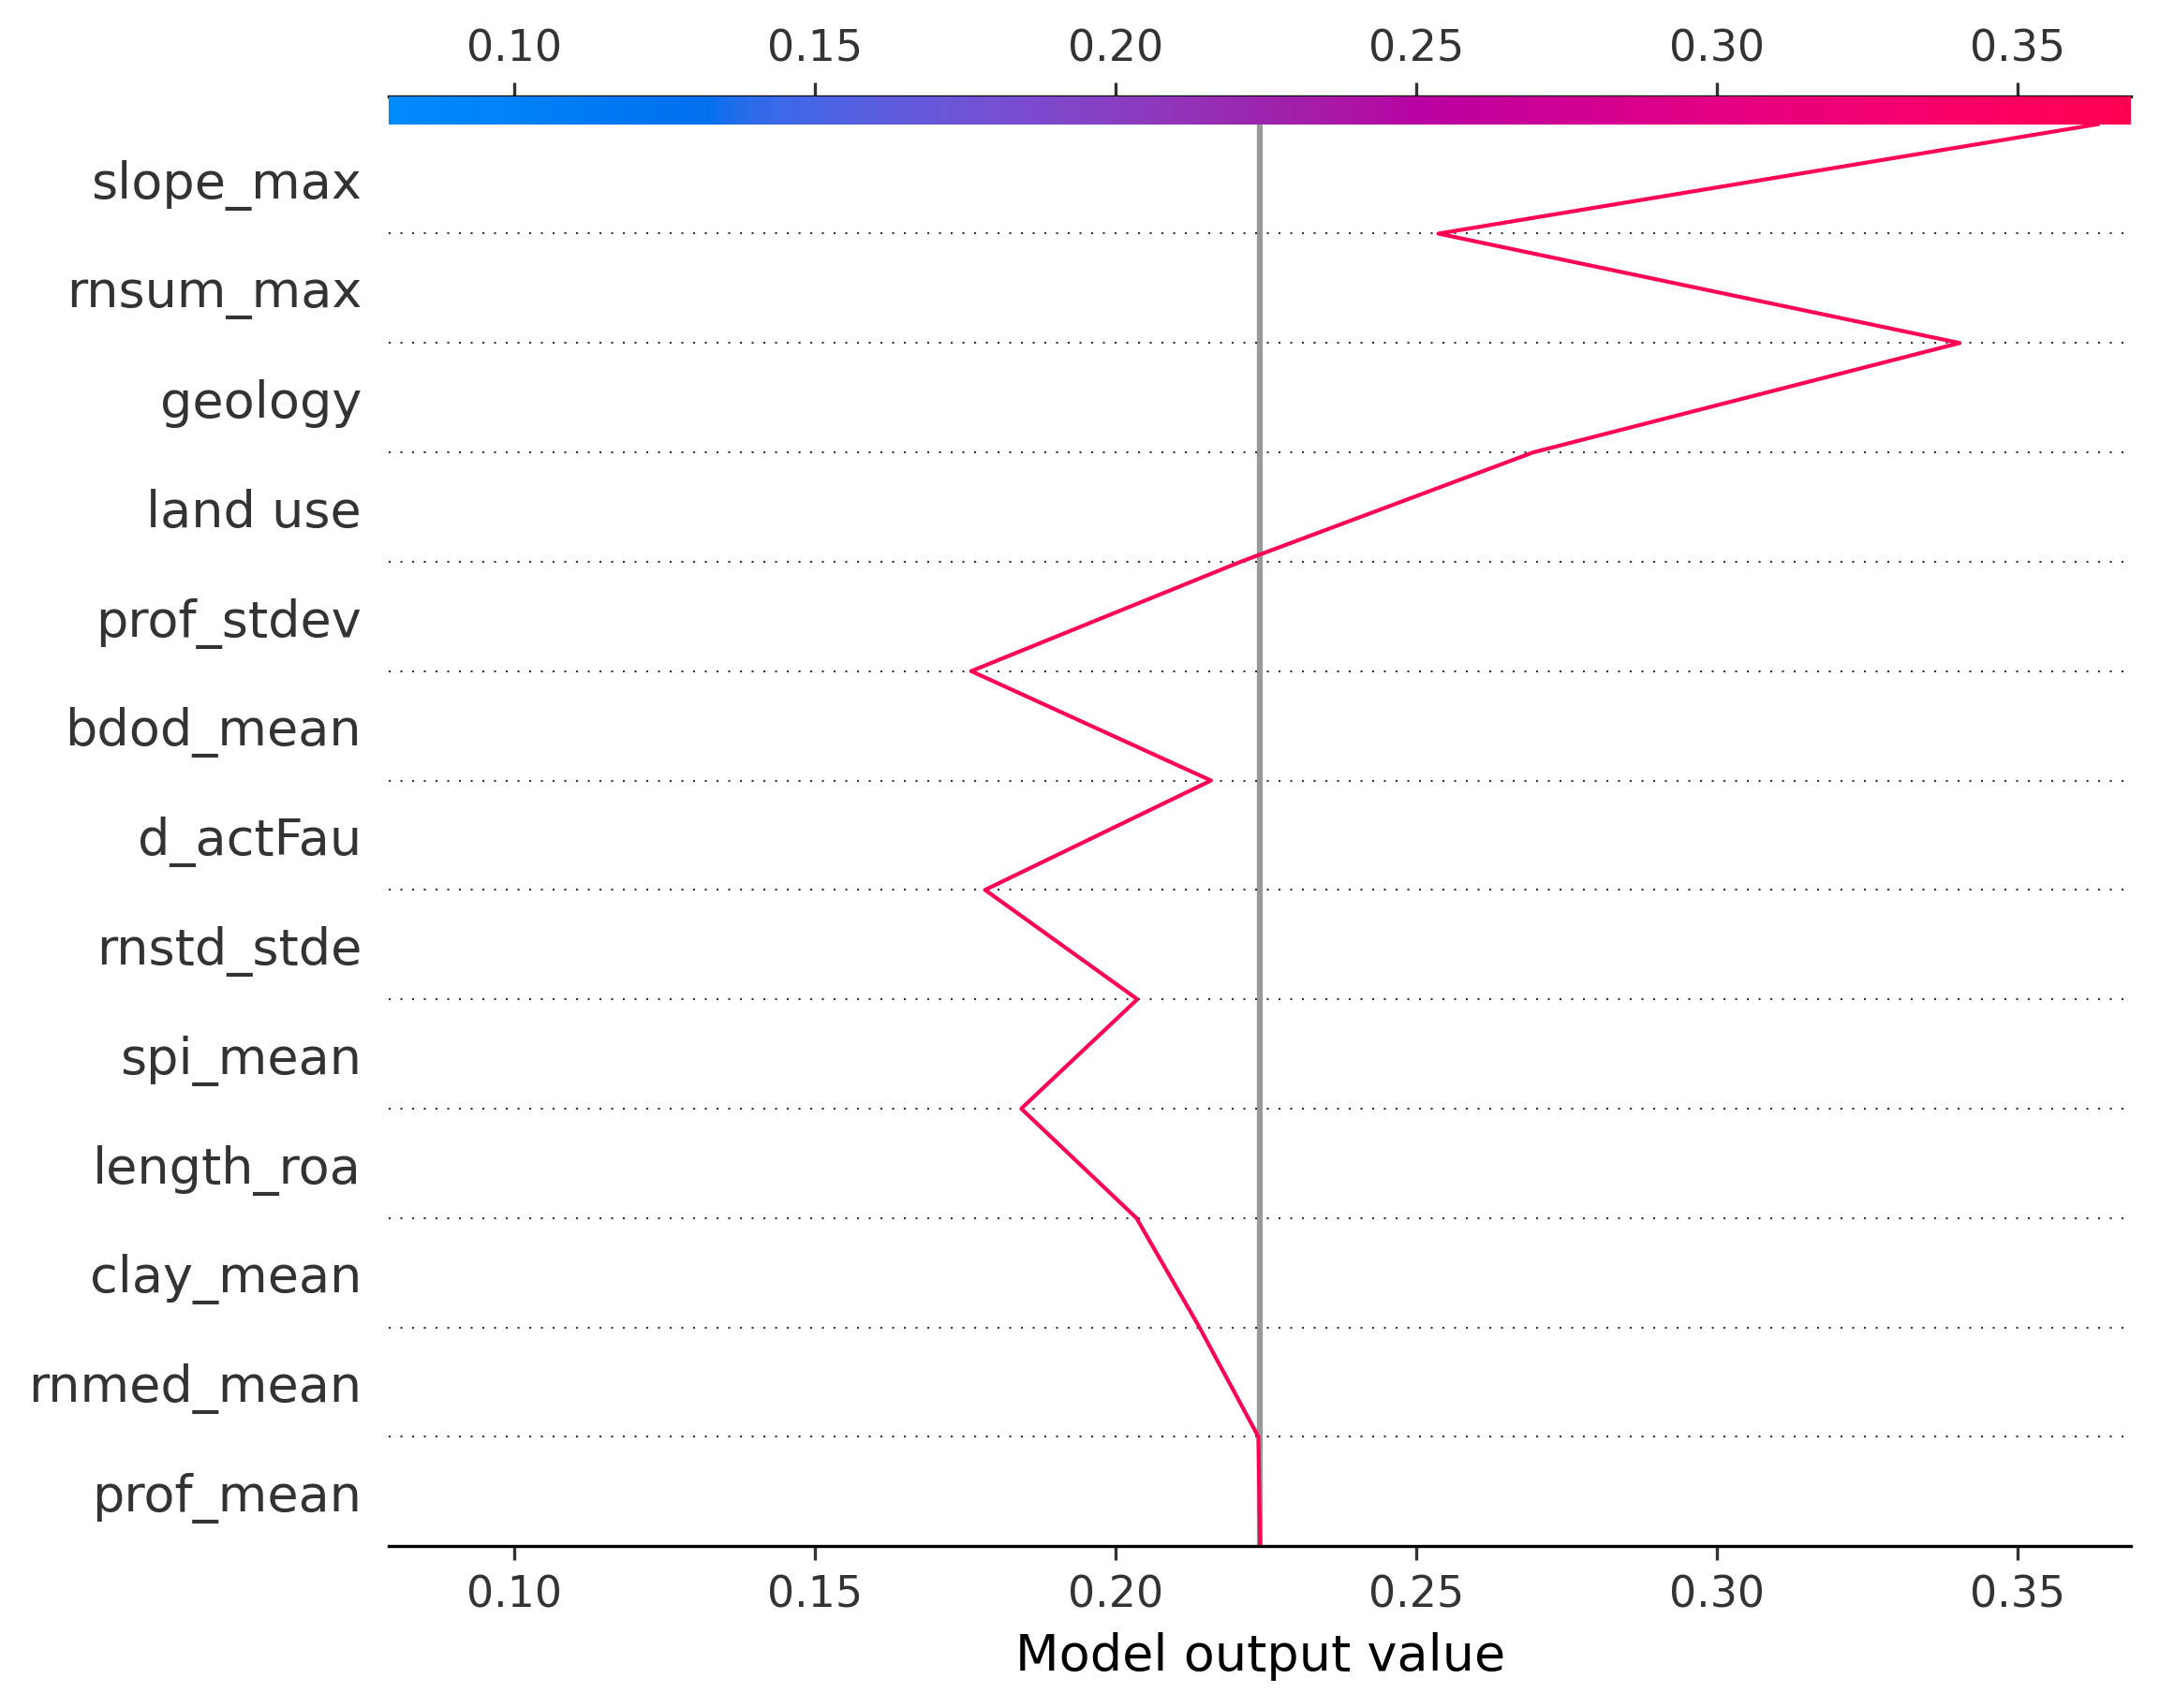 0.10 0.15 0.20 0.25 0.30 0.35
slope_max
rnsum_max
geology
land use
prof_stdev
bdod_mean
d_actFau
rnstd_stde
spi_mean
length_roa
clay_mean
rnmed_mean
prof_mean
0.10 0.15 0.20 0.25 0.30 0.35
Model output value